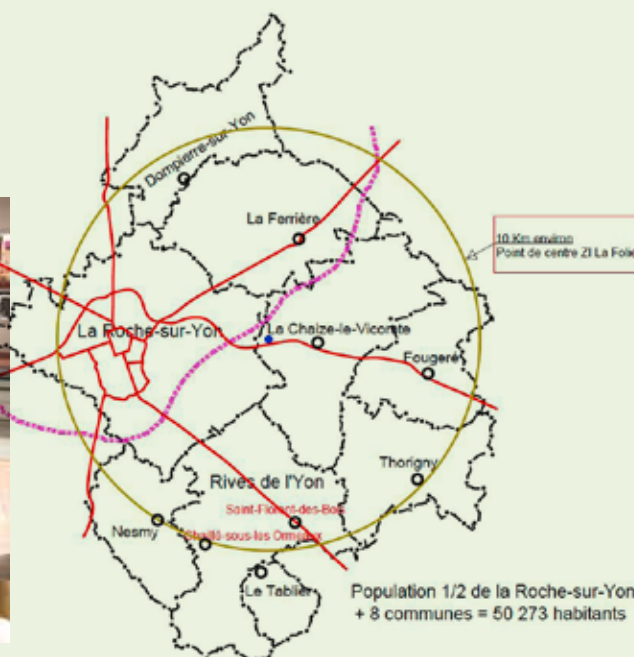 Dompierre-sur-Yon
La Ferrière
10 Km environ
Point de centre ZI La Folie
La Roche-sur-Yon
La Chaize-le-Vicomte
Fougeré
Thorigny
Rives de l'Yon
Saint-Florent-des-Bois
Nesmy
Chaillé-sous-les Ormeaux
Le Tablier
Population 1/2 de la Roche-sur-Yon
+ 8 communes = 50 273 habitants